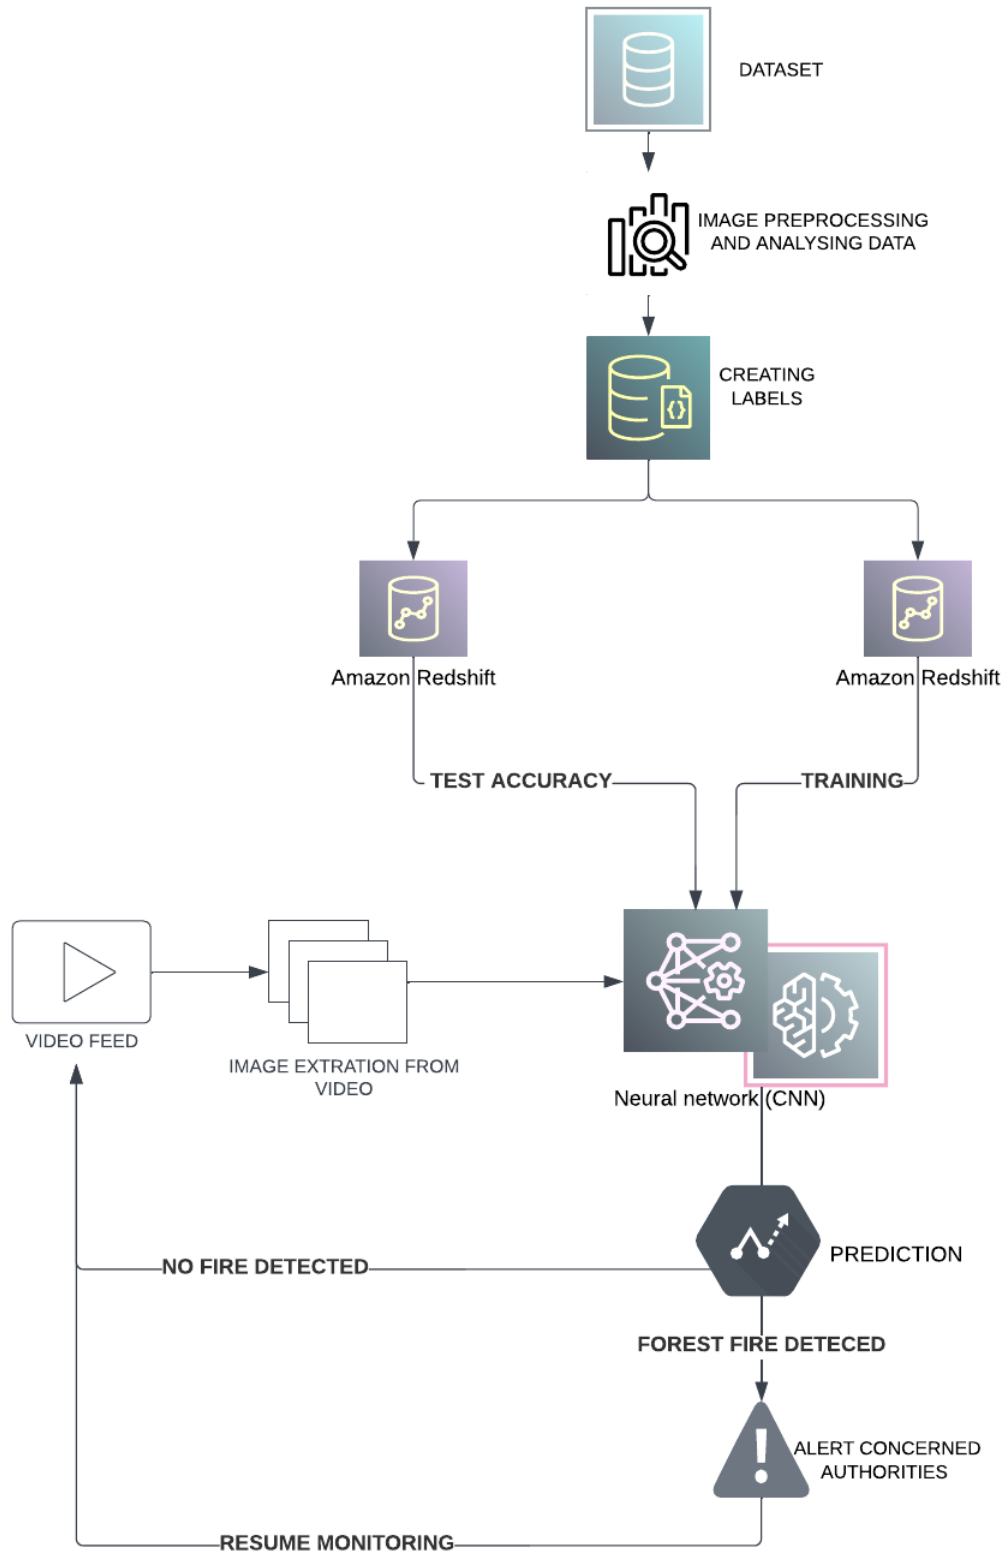 DATASET
IMAGE PREPROCESSING
AND ANALYSING DATA
CREATING
LABELS
Amazon Redshift
Amazon Redshift
TEST ACCURACY
TRAINING
VIDEO FEED
IMAGE EXTRATION FROM
VIDEO
Neural network (CNN)
PREDICTION
NO FIRE DETECTED
FOREST FIRE DETECED
ALERT CONCERNED
AUTHORITIES
RESUME MONITORING